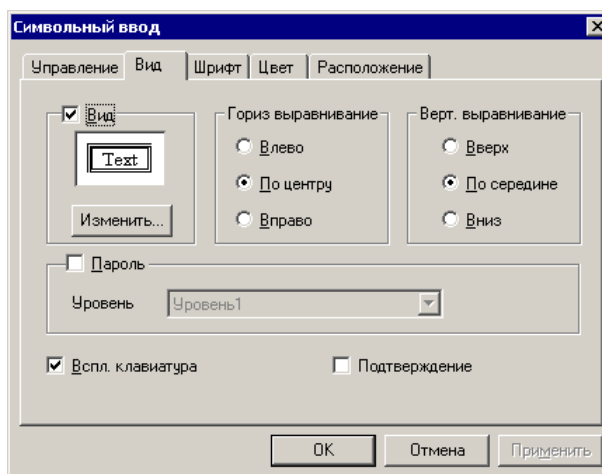 Символьный ввод
Управление Вид Шрифт Цвет Расположение
Вид Гориз выравнивание Верт. выравнивание
Text
Влево Вверх
По центру По середине
Изменить... Вправо Вниз
Пароль
Уровень Уровень1
Вспл. клавиатура Подтверждение
OK Отмена Применить